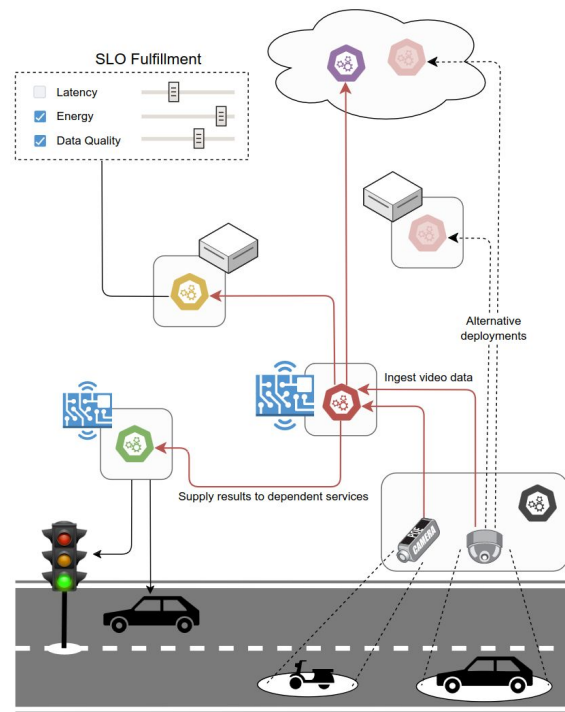 SLO Fulfillment
Latency
Energy
Data Quality
Alternative
deployments
Ingest video data
Supply results to dependent services
CAMERA